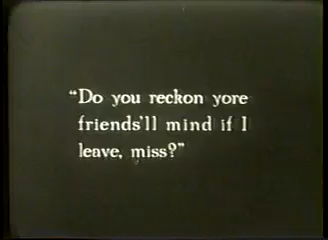 “Do you reckon yore
friends'll mind if I
leave, miss?”